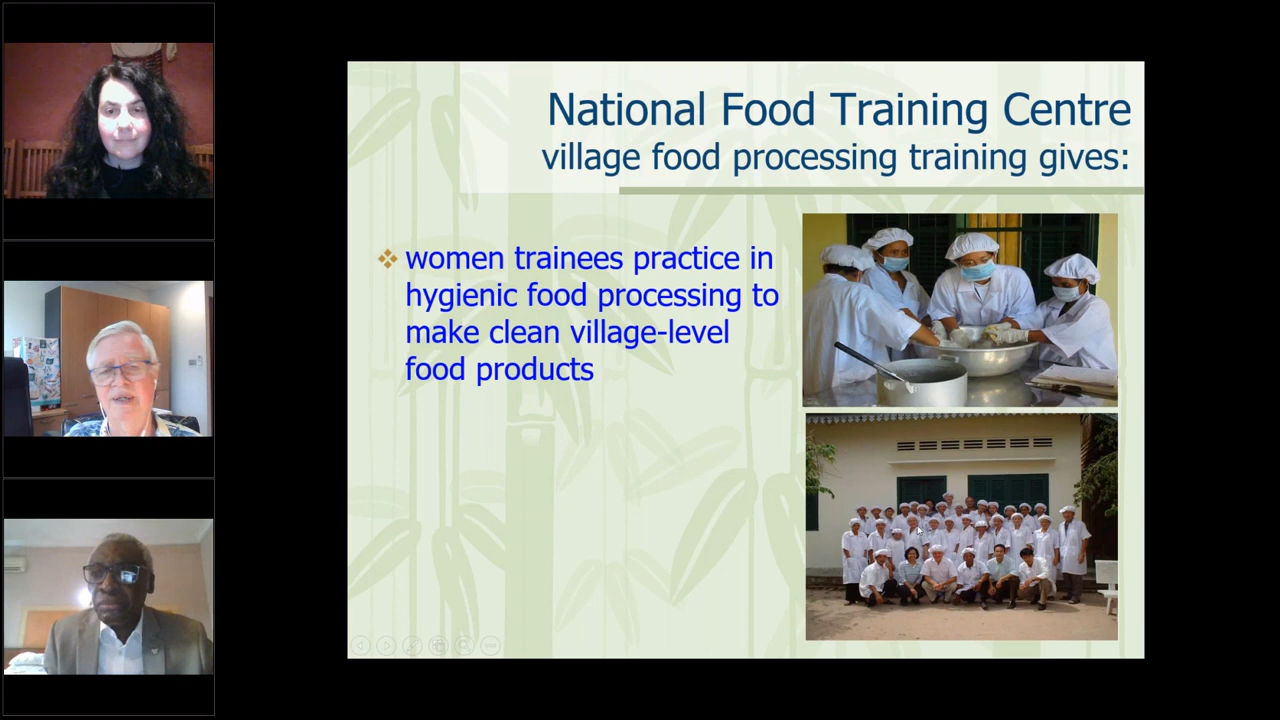 National Food Training Centre
village food processing training gives:
women trainees practice in
hygienic food processing to
make clean village-level
food products